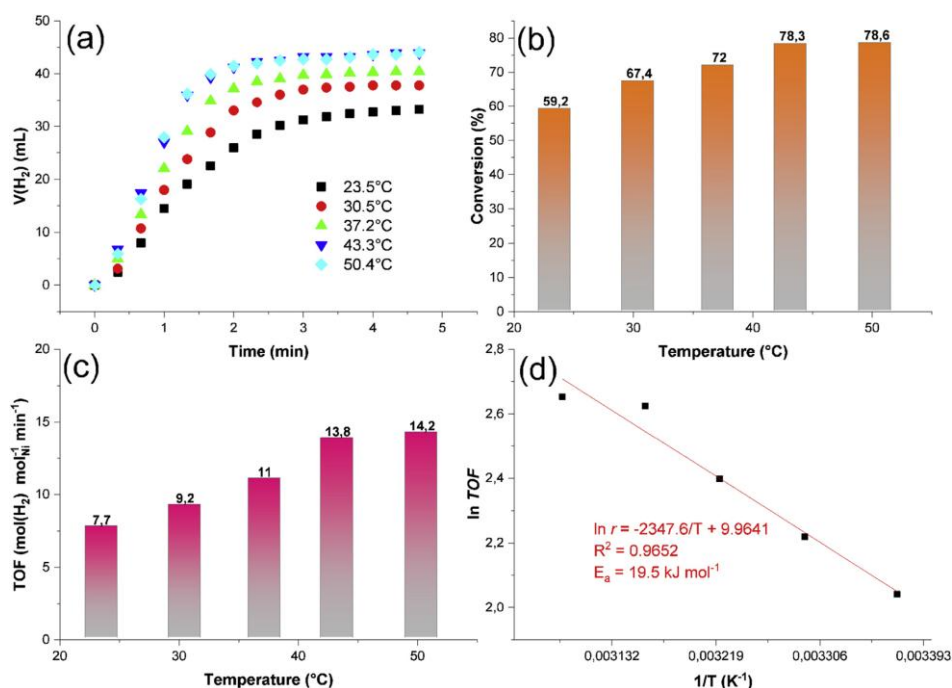 (a)
50
40
30
20
10
0
V(H₂) (mL)
23.5°C
30.5°C
37.2°C
43.3°C
50.4°C
0 1 2 3 4 5
Time (min)
(b)
80
70
60
50
40
30
20
10
0
Conversion (%)
59,2
67,4
72
78,3
78,6
20 30 40 50
Temperature (°C)
(c)
20
15
10
5
0
TOF (mol(H₂) mol⁻¹Ni min⁻¹)
7,7
9,2
11
13,8
14,2
20 30 40 50
Temperature (°C)
(d)
2,8
2,6
2,4
2,2
2,0
ln TOF
ln r = -2347.6/T + 9.9641
R² = 0.9652
Eₐ = 19.5 kJ mol⁻¹
0,003132 0,003219 0,003306 0,003393
1/T (K⁻¹)